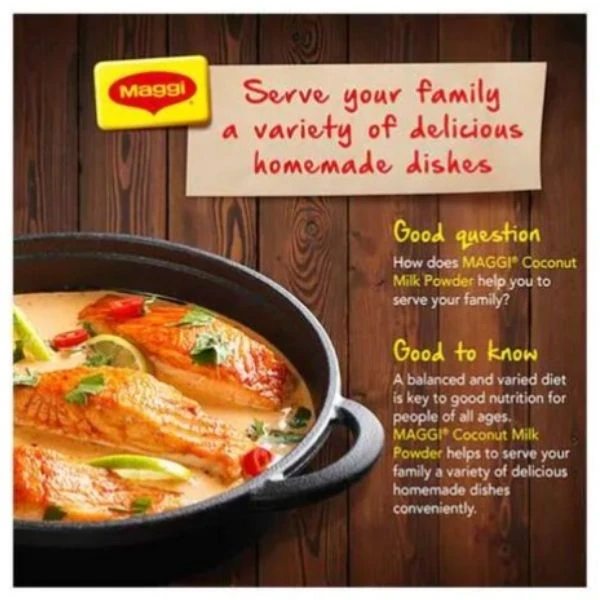 Maggi
Serve your family
a variety of delicious
homemade dishes
Good question
How does MAGGI® Coconut
Milk Powder help you to
serve your family?
Good to know
A balanced and varied diet
is key to good nutrition for
people of all ages.
MAGGI® Coconut Milk
Powder helps to serve your
family a variety of delicious
homemade dishes
conveniently.